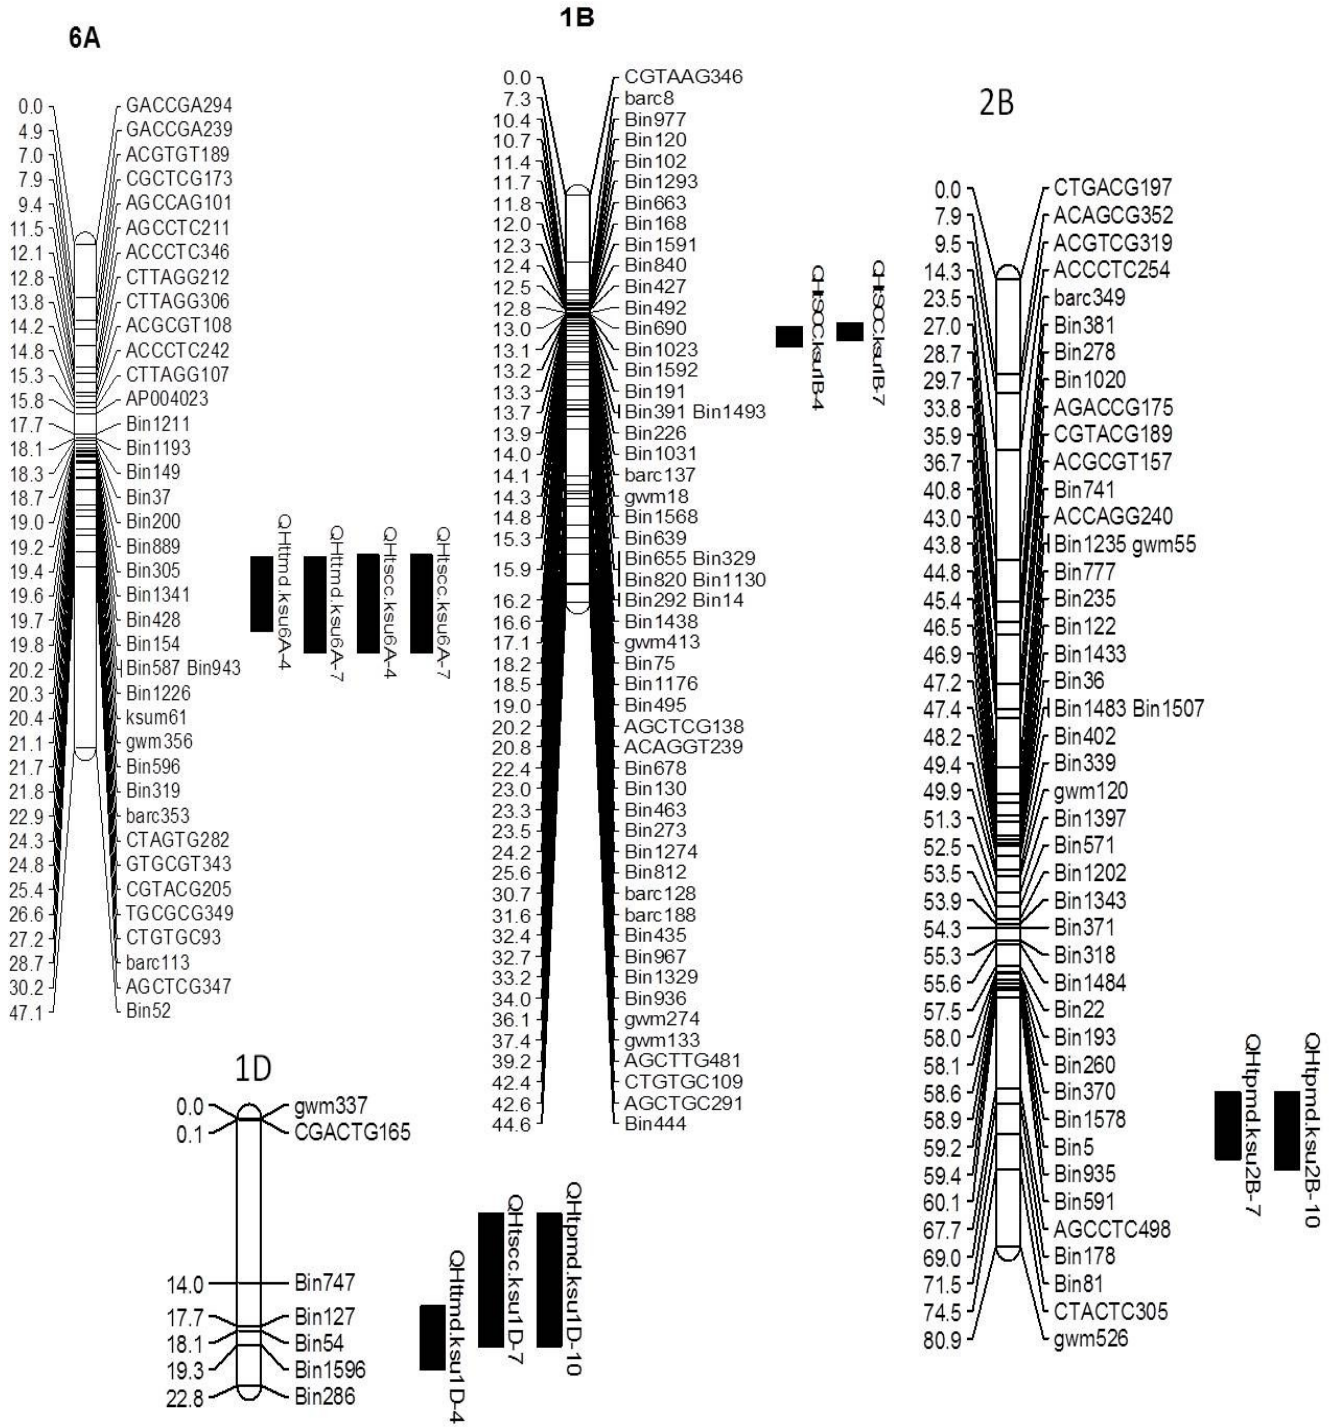 6A
0.0 GACCGA294
4.9 GACCGA239
7.0 ACGTGT189
7.9 CGCTCG173
9.4 AGCCAG101
11.5 AGCCTC211
12.1 ACCCTC346
12.8 CTTAGG212
13.8 CTTAGG306
14.2 ACGCGT108
14.8 ACCCTC242
15.3 CTTAGG107
15.8 AP004023
17.7 Bin1211
18.1 Bin1193
18.3 Bin149
18.7 Bin37
19.0 Bin200
19.2 Bin889
19.4 Bin305
19.6 Bin1341
19.7 Bin428
19.8 Bin154
20.2 Bin587 Bin943
20.3 Bin1226
20.4 ksum61
21.1 gwm356
21.7 Bin596
21.8 Bin319
22.9 barc353
24.3 CTAGTG282
24.8 GTGCGT343
25.4 CGTACG205
26.6 TGCGCG349
27.2 CTGTGC93
28.7 barc113
30.2 AGCTCG347
47.1 Bin52
QHttmd.ksu6A-4
QHttmd.ksu6A-7
QHtscc.ksu6A-4
QHtscc.ksu6A-7
1B
0.0 CGTAAG346
7.3 barc8
10.4 Bin977
10.7 Bin120
11.4 Bin102
11.7 Bin1293
11.8 Bin663
12.0 Bin168
12.3 Bin1591
12.4 Bin840
12.5 Bin427
12.8 Bin492
13.0 Bin690
13.1 Bin1023
13.2 Bin1592
13.3 Bin191
13.7 Bin391 Bin1493
13.9 Bin226
14.0 Bin1031
14.1 barc137
14.3 gwm18
14.8 Bin1568
15.3 Bin639
Bin655 Bin329
15.9
Bin820 Bin1130
16.2 Bin292 Bin14
16.6 Bin1438
17.1 gwm413
18.2 Bin75
18.5 Bin1176
19.0 Bin495
20.2 AGCTCG138
20.8 ACAGGT239
22.4 Bin678
23.0 Bin130
23.3 Bin463
23.5 Bin273
24.2 Bin1274
25.6 Bin812
30.7 barc128
31.6 barc188
32.4 Bin435
32.7 Bin967
33.2 Bin1329
34.0 Bin936
36.1 gwm274
37.4 gwm133
39.2 AGCTTG481
42.4 CTGTGC109
42.6 AGCTGC291
44.6 Bin444
QHtSCC.ksu1B-4
QHtSCC.ksu1B-7
2B
0.0 CTGACG197
7.9 ACAGCG352
9.5 ACGTCG319
14.3 ACCCTC254
23.5 barc349
27.0 Bin381
28.7 Bin278
29.7 Bin1020
33.8 AGACCG175
35.9 CGTACG189
36.7 ACGCGT157
40.8 Bin741
43.0 ACCAGG240
43.8 Bin1235 gwm55
44.8 Bin777
45.4 Bin235
46.5 Bin122
46.9 Bin1433
47.2 Bin36
47.4 Bin1483 Bin1507
48.2 Bin402
49.4 Bin339
49.9 gwm120
51.3 Bin1397
52.5 Bin571
53.5 Bin1202
53.9 Bin1343
54.3 Bin371
55.3 Bin318
55.6 Bin1484
57.5 Bin22
58.0 Bin193
58.1 Bin260
58.6 Bin370
58.9 Bin1578
59.2 Bin5
59.4 Bin935
60.1 Bin591
67.7 AGCCTC498
69.0 Bin178
71.5 Bin81
74.5 CTACTC305
80.9 gwm526
QHtpmd.ksu2B-7
QHtpmd.ksu2B-10
1D
0.0 gwm337
0.1 CGACTG165
14.0 Bin747
17.7 Bin127
18.1 Bin54
19.3 Bin1596
22.8 Bin286
QHttmd.ksu1D-4
QHtscc.ksu1D-7
QHtpmd.ksu1D-10